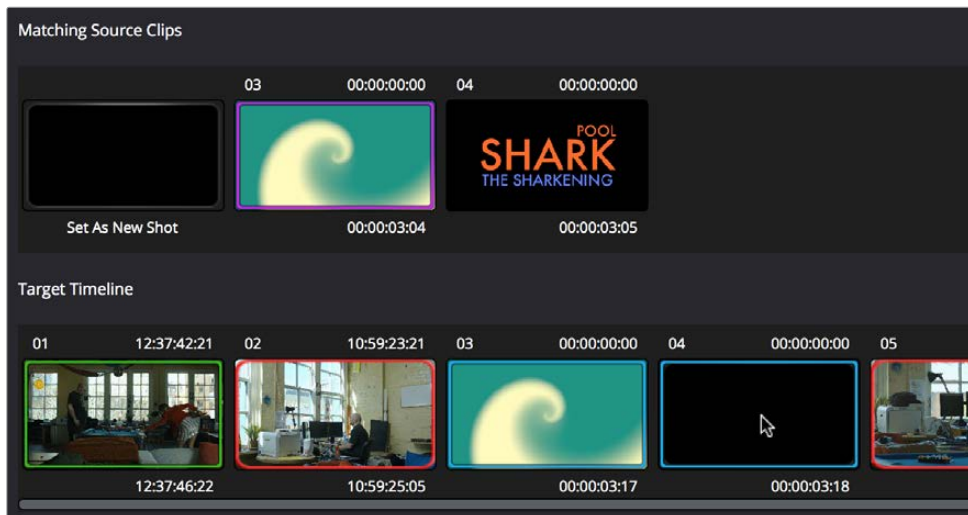 Matching Source Clips
03 00:00:00:00 04 00:00:00:00
POOL
SHARK
THE SHARKENING
Set As New Shot 00:00:03:04 00:00:03:05
Target Timeline
01 12:37:42:21 02 10:59:23:21 03 00:00:00:00 04 00:00:00:00 05
12:37:46:22 10:59:25:05 00:00:03:17 00:00:03:18